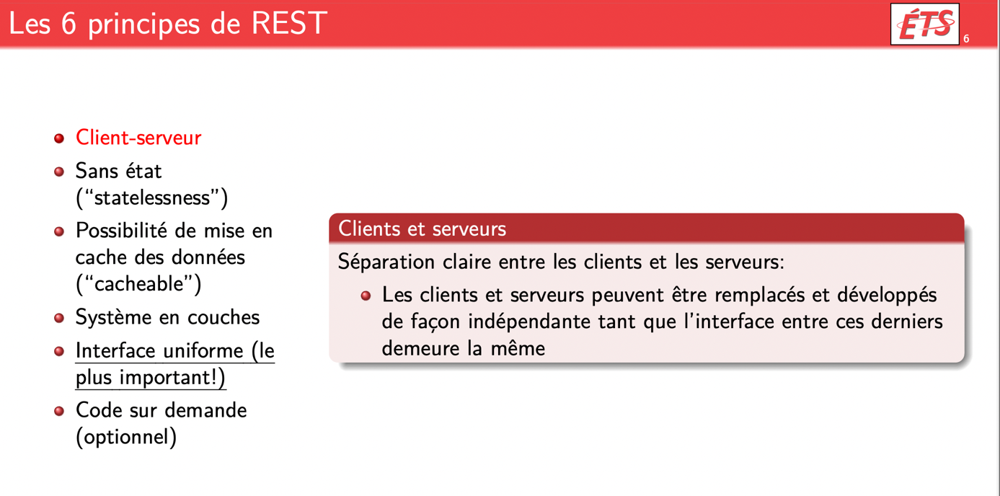 Les 6 principes de REST
ÉTS
6
Client-serveur
Sans état
(“statelessness”)
Possibilité de mise en
cache des données
(“cacheable”)
Système en couches
Interface uniforme (le
plus important!)
Code sur demande
(optionnel)
Clients et serveurs
Séparation claire entre les clients et les serveurs:
Les clients et serveurs peuvent être remplacés et développés
de façon indépendante tant que l’interface entre ces derniers
demeure la même